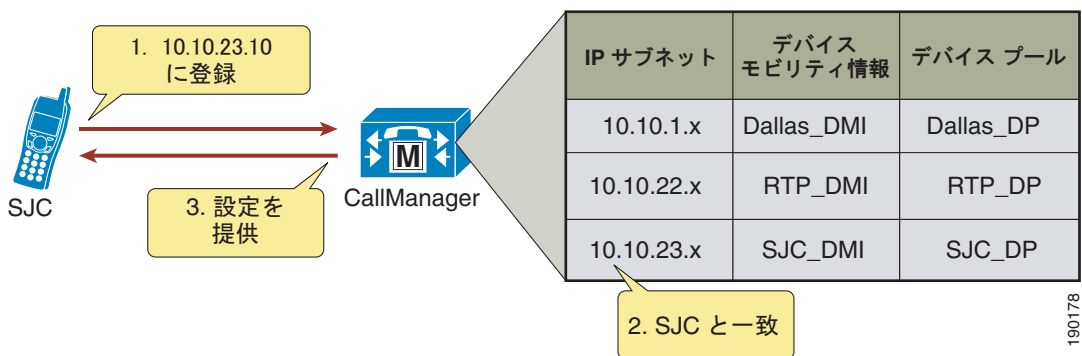 1. 10.10.23.10
に登録
SJC
3. 設定を
提供
M
CallManager
IP サブネット
デバイス
モビリティ情報
デバイス プール
10.10.1.x
Dallas_DMI
Dallas_DP
10.10.22.x
RTP_DMI
RTP_DP
10.10.23.x
SJC_DMI
SJC_DP
2. SJC と一致
190178